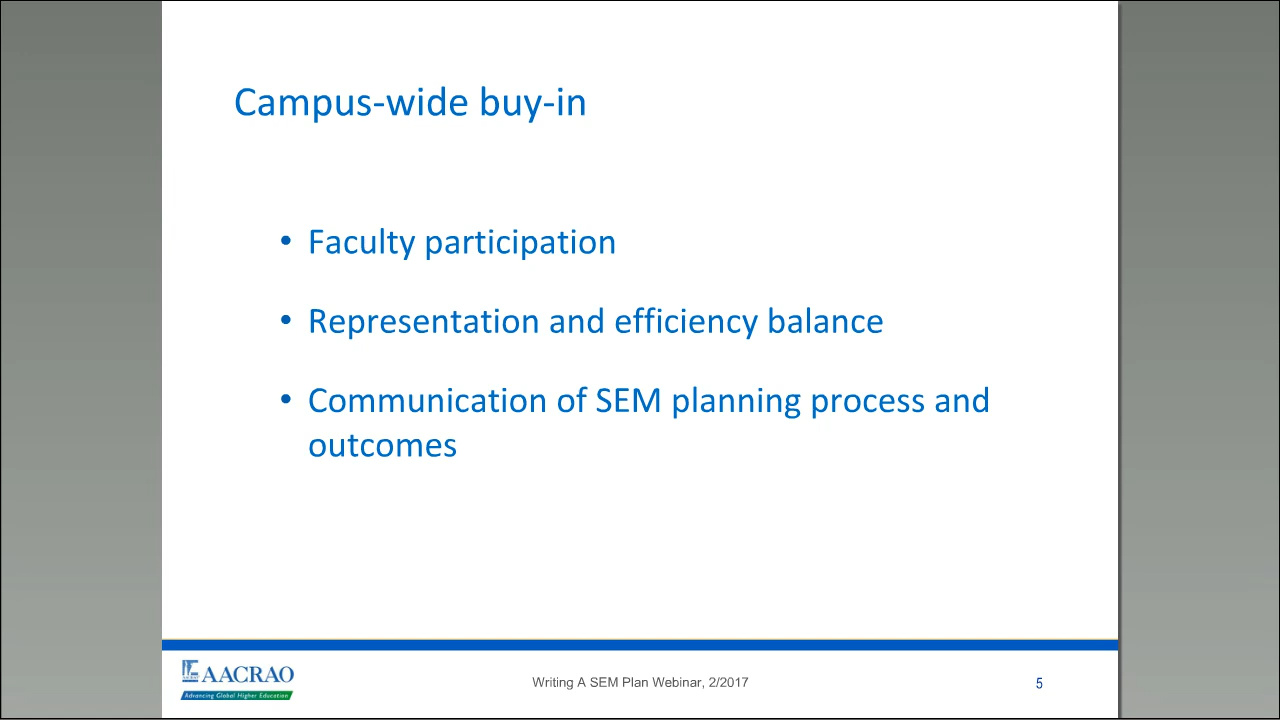 Campus-wide buy-in
• Faculty participation
• Representation and efficiency balance
• Communication of SEM planning process and
outcomes
AACRAO
Advancing Global Higher Education
Writing A SEM Plan Webinar, 2/2017
5